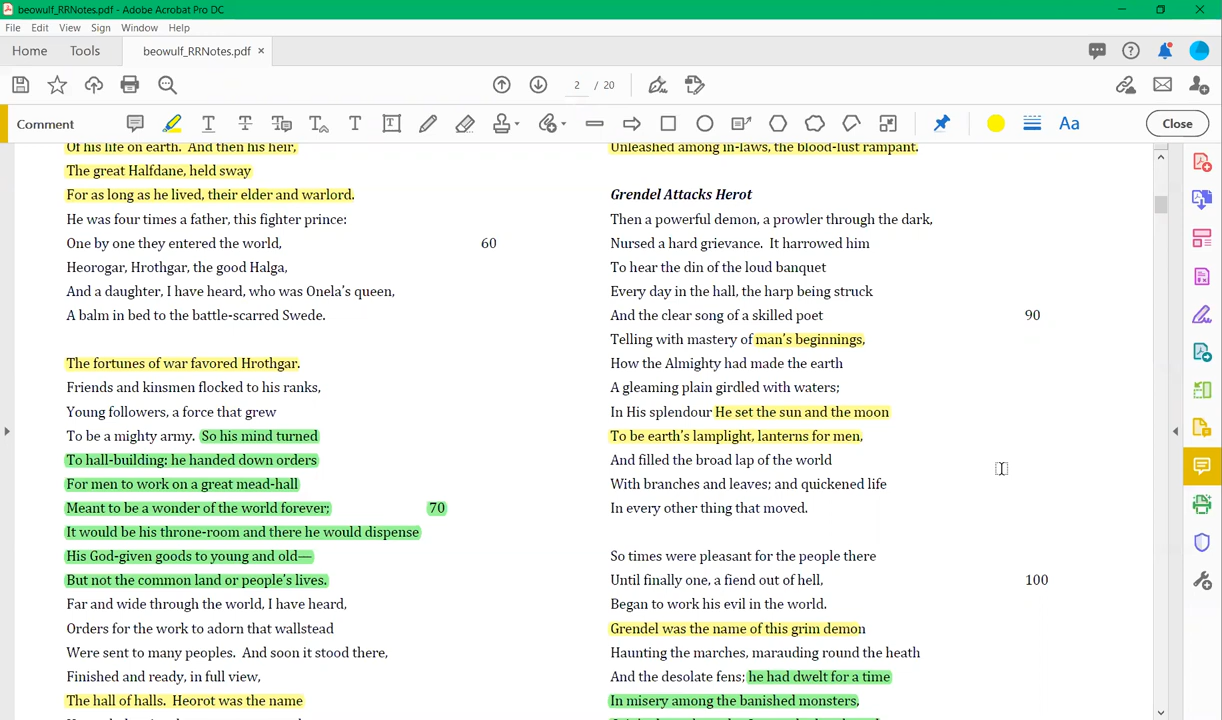 beowulf_RRNotes.pdf - Adobe Acrobat Pro DC
File Edit View Sign Window Help
Home Tools beowulf_RRNotes.pdf ×
2 / 20
Comment
Aa
Close
Of his life on earth. And then his heir,
The great Halfdane, held sway
For as long as he lived, their elder and warlord.
He was four times a father, this fighter prince:
One by one they entered the world, 60
Heorogar, Hrothgar, the good Halga,
And a daughter, I have heard, who was Onela's queen,
A balm in bed to the battle-scarred Swede.
The fortunes of war favored Hrothgar.
Friends and kinsmen flocked to his ranks,
Young followers, a force that grew
To be a mighty army. So his mind turned
To hall-building: he handed down orders
For men to work on a great mead-hall
Meant to be a wonder of the world forever; 70
It would be his throne-room and there he would dispense
His God-given goods to young and old—
But not the common land or people's lives.
Far and wide through the world, I have heard,
Orders for the work to adorn that wallstead
Were sent to many peoples. And soon it stood there,
Finished and ready, in full view,
The hall of halls. Heorot was the name
Unleashed among in-laws, the blood-lust rampant.
Grendel Attacks Herot
Then a powerful demon, a prowler through the dark,
Nursed a hard grievance. It harrowed him
To hear the din of the loud banquet
Every day in the hall, the harp being struck
And the clear song of a skilled poet 90
Telling with mastery of man's beginnings,
How the Almighty had made the earth
A gleaming plain girdled with waters;
In His splendour He set the sun and the moon
To be earth's lamplight, lanterns for men,
And filled the broad lap of the world
With branches and leaves; and quickened life
In every other thing that moved.
So times were pleasant for the people there
Until finally one, a fiend out of hell, 100
Began to work his evil in the world.
Grendel was the name of this grim demon
Haunting the marches, marauding round the heath
And the desolate fens; he had dwelt for a time
In misery among the banished monsters,